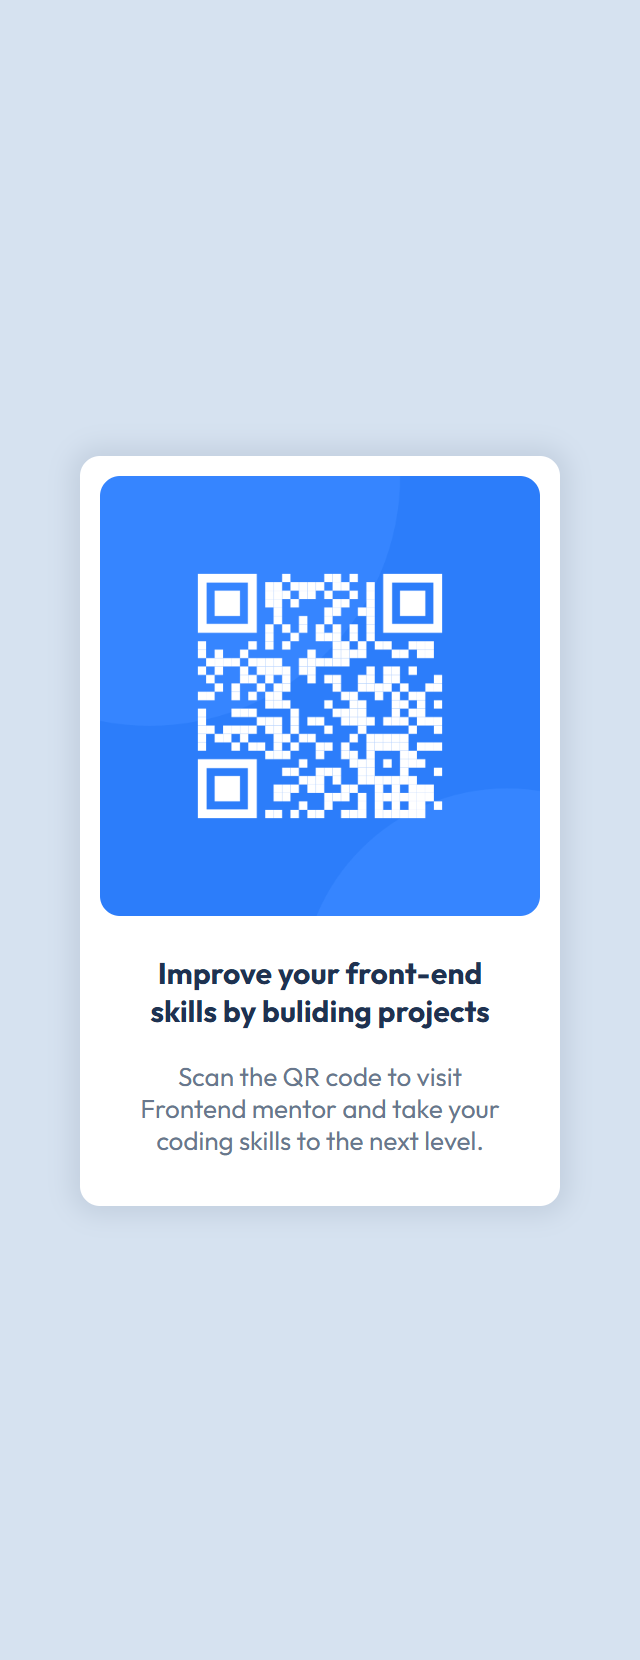 Improve your front-end
skills by buliding projects
Scan the QR code to visit
Frontend mentor and take your
coding skills to the next level.